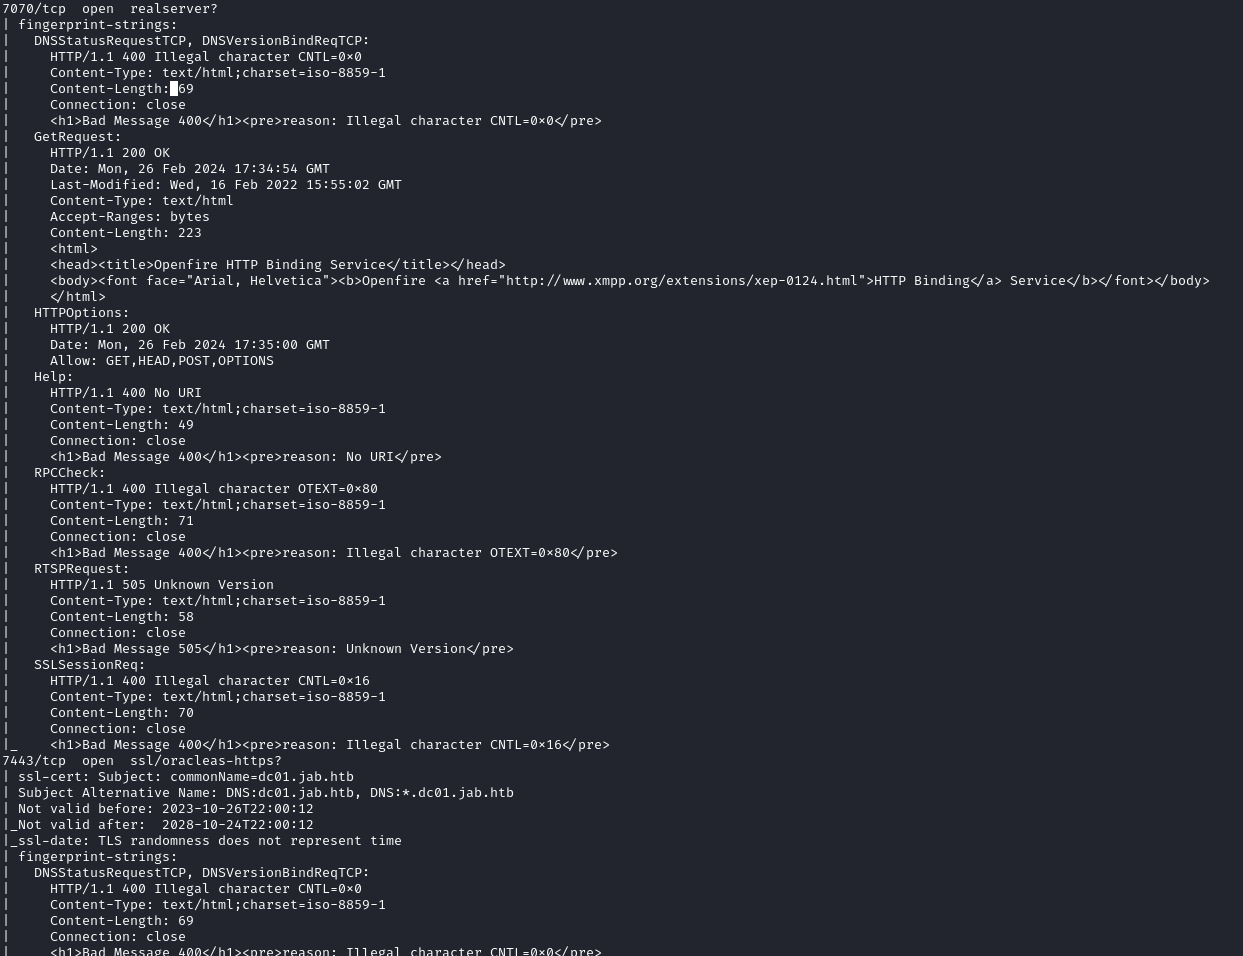 7070/tcp  open  realserver?
| fingerprint-strings:
|   DNSStatusRequestTCP, DNSVersionBindReqTCP:
|     HTTP/1.1 400 Illegal character CNTL=0×0
|     Content-Type: text/html;charset=iso-8859-1
|     Content-Length: 69
|     Connection: close
|     <h1>Bad Message 400</h1><pre>reason: Illegal character CNTL=0×0</pre>
|   GetRequest:
|     HTTP/1.1 200 OK
|     Date: Mon, 26 Feb 2024 17:34:54 GMT
|     Last-Modified: Wed, 16 Feb 2022 15:55:02 GMT
|     Content-Type: text/html
|     Accept-Ranges: bytes
|     Content-Length: 223
|     <html>
|     <head><title>Openfire HTTP Binding Service</title></head>
|     <body><font face="Arial, Helvetica"><b>Openfire <a href="http://www.xmpp.org/extensions/xep-0124.html">HTTP Binding</a> Service</b></font></body>
|     </html>
|   HTTPOptions:
|     HTTP/1.1 200 OK
|     Date: Mon, 26 Feb 2024 17:35:00 GMT
|     Allow: GET,HEAD,POST,OPTIONS
|   Help:
|     HTTP/1.1 400 No URI
|     Content-Type: text/html;charset=iso-8859-1
|     Content-Length: 49
|     Connection: close
|     <h1>Bad Message 400</h1><pre>reason: No URI</pre>
|   RPCCheck:
|     HTTP/1.1 400 Illegal character OTEXT=0×80
|     Content-Type: text/html;charset=iso-8859-1
|     Content-Length: 71
|     Connection: close
|     <h1>Bad Message 400</h1><pre>reason: Illegal character OTEXT=0×80</pre>
|   RTSPRequest:
|     HTTP/1.1 505 Unknown Version
|     Content-Type: text/html;charset=iso-8859-1
|     Content-Length: 58
|     Connection: close
|     <h1>Bad Message 505</h1><pre>reason: Unknown Version</pre>
|   SSLSessionReq:
|     HTTP/1.1 400 Illegal character CNTL=0×16
|     Content-Type: text/html;charset=iso-8859-1
|     Content-Length: 70
|     Connection: close
|_    <h1>Bad Message 400</h1><pre>reason: Illegal character CNTL=0×16</pre>
7443/tcp  open  ssl/oracleas-https?
| ssl-cert: Subject: commonName=dc01.jab.htb
| Subject Alternative Name: DNS:dc01.jab.htb, DNS:*.dc01.jab.htb
| Not valid before: 2023-10-26T22:00:12
|_Not valid after:  2028-10-24T22:00:12
|_ssl-date: TLS randomness does not represent time
| fingerprint-strings:
|   DNSStatusRequestTCP, DNSVersionBindReqTCP:
|     HTTP/1.1 400 Illegal character CNTL=0×0
|     Content-Type: text/html;charset=iso-8859-1
|     Content-Length: 69
|     Connection: close
|     <h1>Bad Message 400</h1><pre>reason: Illegal character CNTL=0×0</pre>